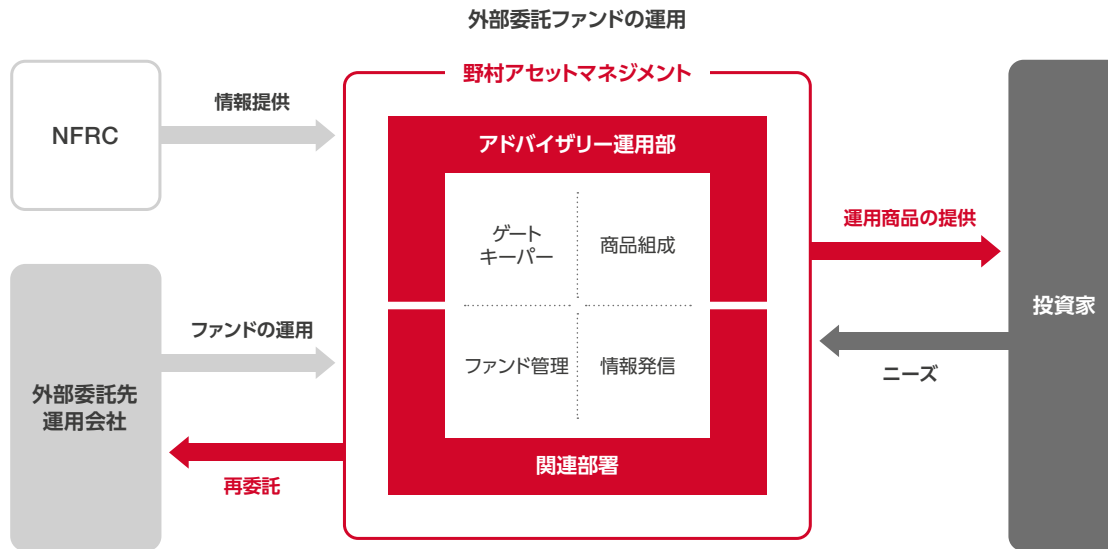 外部委託ファンドの運用
野村アセットマネジメント
NFRC
情報提供
アドバイザリー運用部
ゲート
キーパー
商品組成
運用商品の提供
投資家
ファンドの運用
外部委託先
運用会社
ファンド管理
情報発信
ニーズ
再委託
関連部署